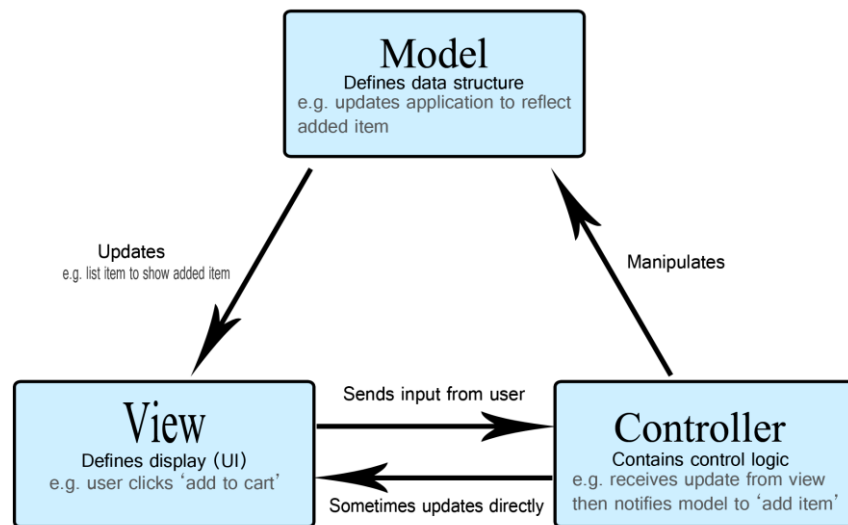 Model
Defines data structure
e.g. updates application to reflect
added item
Updates
e.g. list item to show added item
Manipulates
Sends input from user
View
Defines display (UI)
e.g. user clicks ‘add to cart’
Controller
Contains control logic
e.g. receives update from view
then notifies model to ‘add item’
Sometimes updates directly